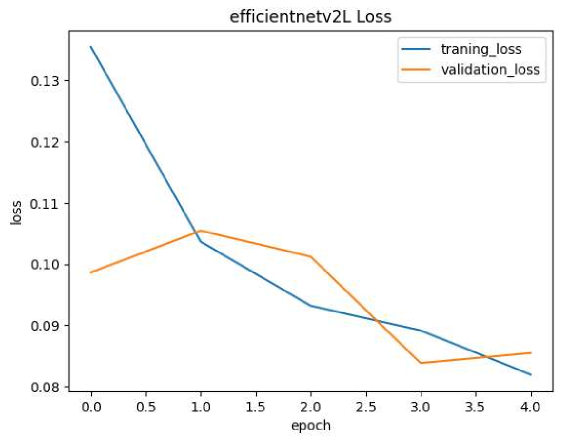 efficientnetv2L Loss
traning_loss
validation_loss
0.13
0.12
0.11
0.10
0.09
0.08
loss
0.0 0.5 1.0 1.5 2.0 2.5 3.0 3.5 4.0
epoch